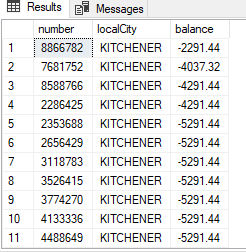 Results Messages
number localCity balance
1 8866782 KITCHENER -2291.44
2 7681752 KITCHENER -4037.32
3 8588766 KITCHENER -4291.44
4 2286425 KITCHENER -4291.44
5 2353688 KITCHENER -5291.44
6 2656429 KITCHENER -5291.44
7 3118783 KITCHENER -5291.44
8 3526415 KITCHENER -5291.44
9 3774270 KITCHENER -5291.44
10 4133336 KITCHENER -5291.44
11 4488649 KITCHENER -5291.44